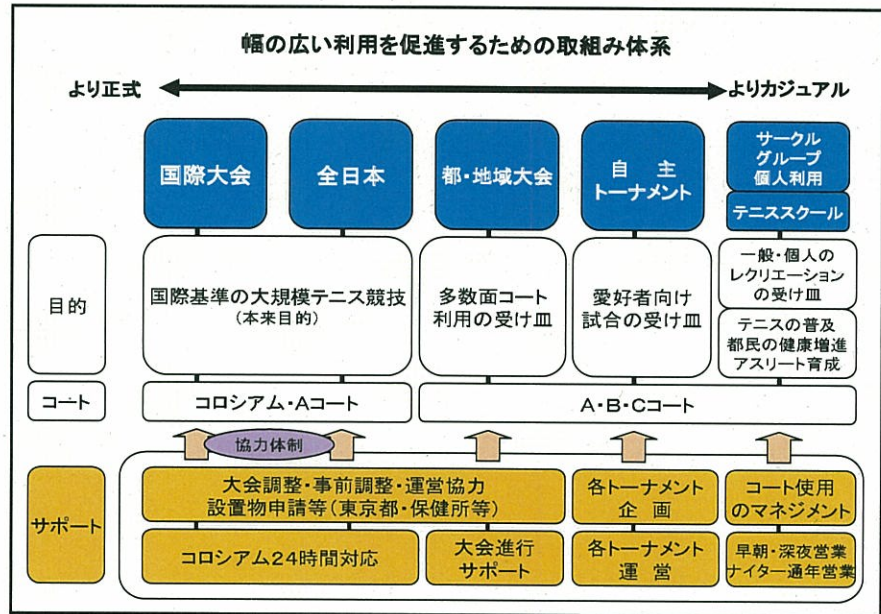 幅の広い利用を促進するための取組み体系
より正式
よりカジュアル
国際大会
全日本
都・地域大会
自　主
トーナメント
サークル
グループ
個人利用
テニススクール
目的
国際基準の大規模テニス競技
(本来目的)
多数面コート
利用の受け皿
愛好者向け
試合の受け皿
一般・個人の
レクリエーション
の受け皿
テニスの普及
都民の健康増進
アスリート育成
コート
コロシアム・Aコート
A・B・Cコート
協力体制
サポート
大会調整・事前調整・運営協力
設置物申請等(東京都・保健所等)
各トーナメント
企　画
コート使用
のマネジメント
コロシアム24時間対応
大会進行
サポート
各トーナメント
運　営
早朝・深夜営業
ナイター通年営業